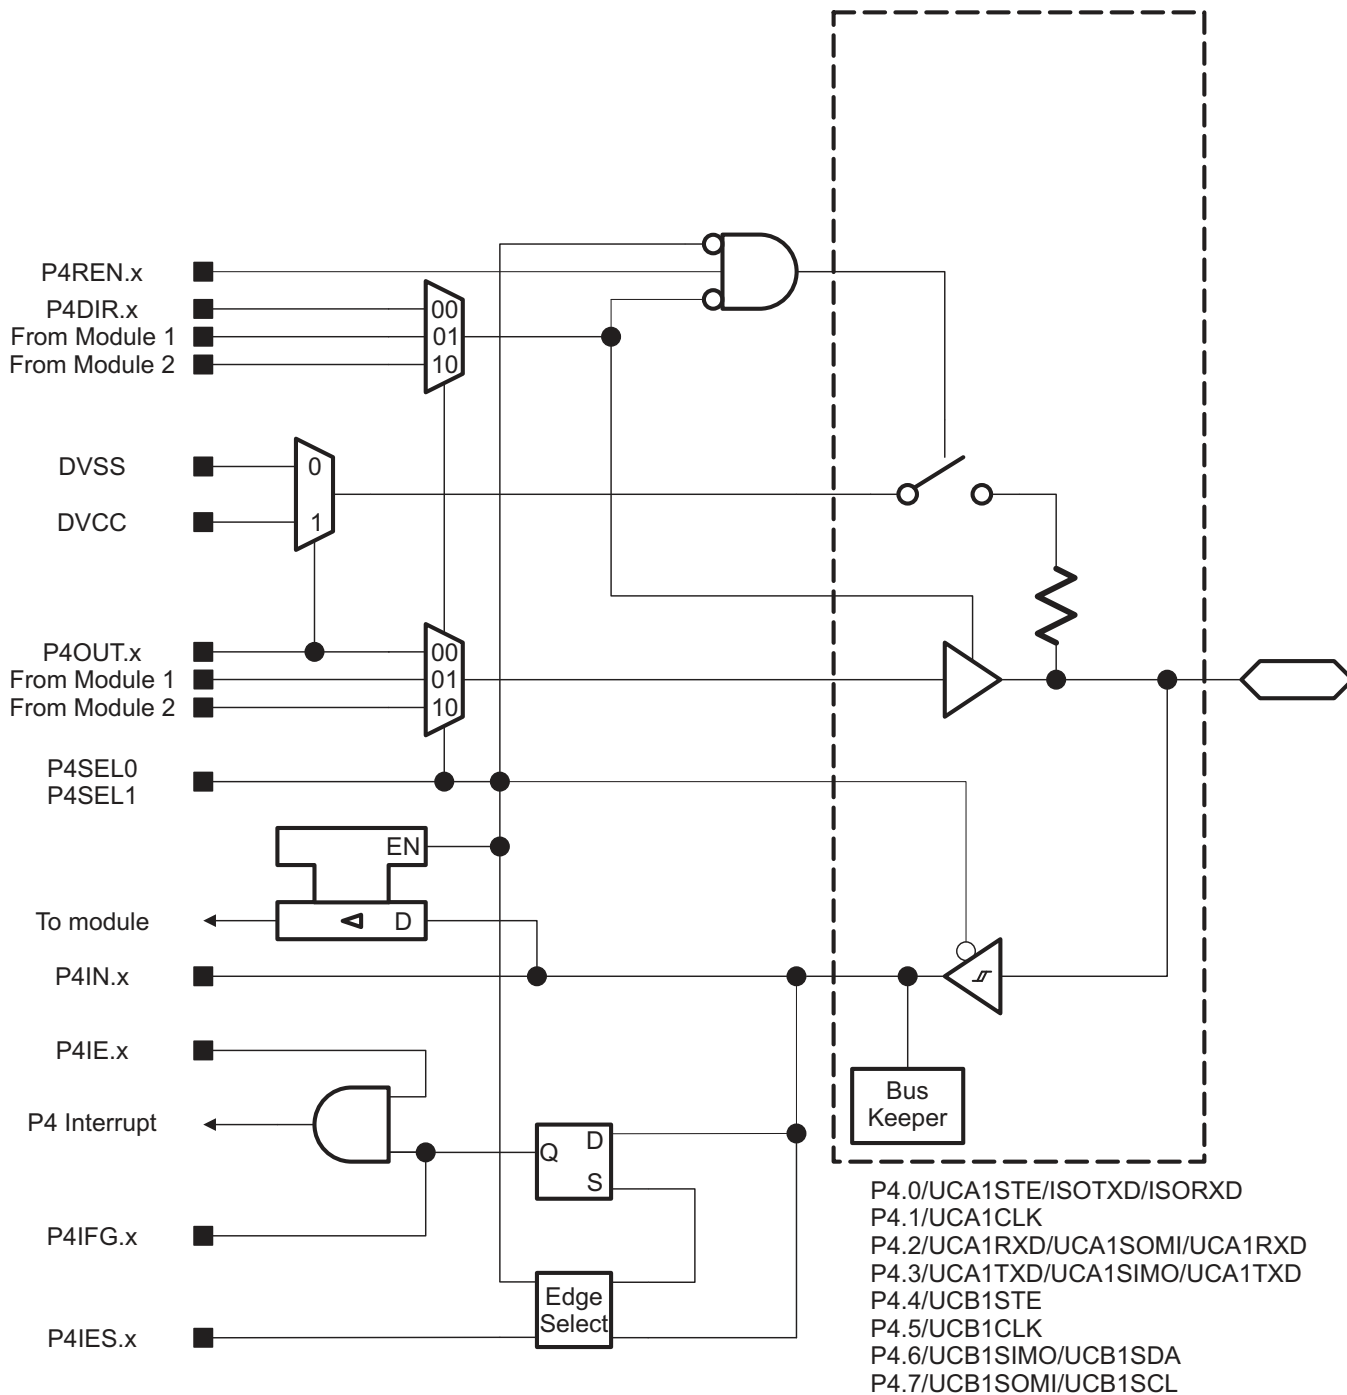 P4REN.x
P4DIR.x
From Module 1
From Module 2
00
01
10
DVSS
DVCC
0
1
P4OUT.x
From Module 1
From Module 2
00
01
10
P4SEL0
P4SEL1
EN
To module
D
P4IN.x
P4IE.x
Bus
Keeper
P4 Interrupt
Q
D
S
P4IFG.x
Edge
Select
P4IES.x
P4.0/UCA1STE/ISOTXD/ISORXD
P4.1/UCA1CLK
P4.2/UCA1RXD/UCA1SOMI/UCA1RXD
P4.3/UCA1TXD/UCA1SIMO/UCA1TXD
P4.4/UCB1STE
P4.5/UCB1CLK
P4.6/UCB1SIMO/UCB1SDA
P4.7/UCB1SOMI/UCB1SCL